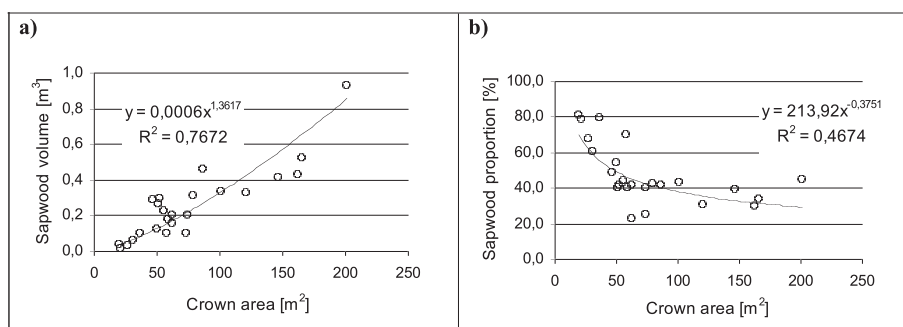 a)
Sapwood volume [m³]
1,0
0,8
0,6
0,4
0,2
0,0
y = 0,0006x^1,3617
R² = 0,7672
0 50 100 150 200 250
Crown area [m²]
b)
Sapwood proportion [%]
100,0
80,0
60,0
40,0
20,0
0,0
y = 213,92x^-0,3751
R² = 0,4674
0 50 100 150 200 250
Crown area [m²]